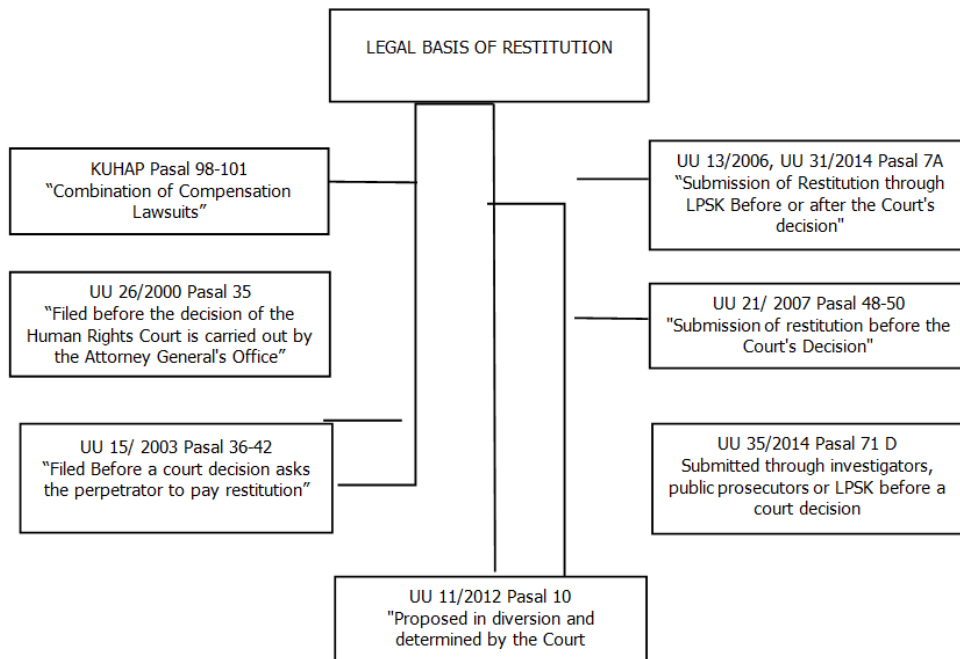 LEGAL BASIS OF RESTITUTION
KUHAP Pasal 98-101
“Combination of Compensation
Lawsuits”
UU 26/2000 Pasal 35
“Filed before the decision of the
Human Rights Court is carried out by
the Attorney General's Office”
UU 15/ 2003 Pasal 36-42
“Filed Before a court decision asks
the perpetrator to pay restitution”
UU 13/2006, UU 31/2014 Pasal 7A
“Submission of Restitution through
LPSK Before or after the Court's
decision"
UU 21/ 2007 Pasal 48-50
"Submission of restitution before the
Court's Decision"
UU 35/2014 Pasal 71 D
Submitted through investigators,
public prosecutors or LPSK before a
court decision
UU 11/2012 Pasal 10
"Proposed in diversion and
determined by the Court